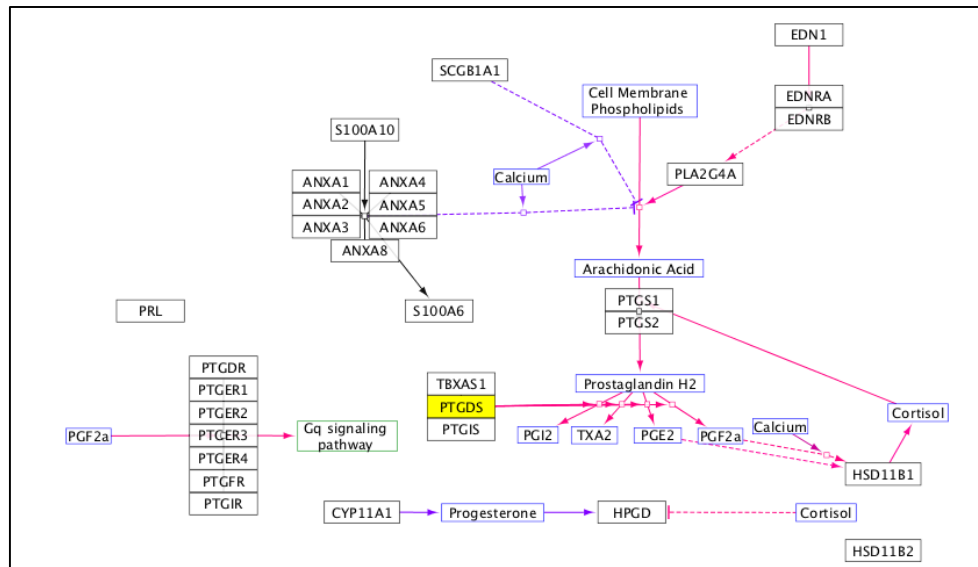 EDN1
SCGB1A1
Cell Membrane
Phospholipids
EDNRA
EDNRB
S100A10
PLA2G4A
Calcium
ANXA1
ANXA4
ANXA2
ANXA5
ANXA3
ANXA6
ANXA8
Arachidonic Acid
PRL
S100A6
PTGS1
PTGS2
PTGDR
PTGER1
PTGER2
PTGER3
PTGER4
PTGFR
PTGIR
PGF2a
Gq signaling
pathway
TBXAS1
PTGDS
PTGIS
Prostaglandin H2
PGI2
TXA2
PGE2
PGF2a
Calcium
Cortisol
HSD11B1
CYP11A1
Progesterone
HPGD
Cortisol
HSD11B2